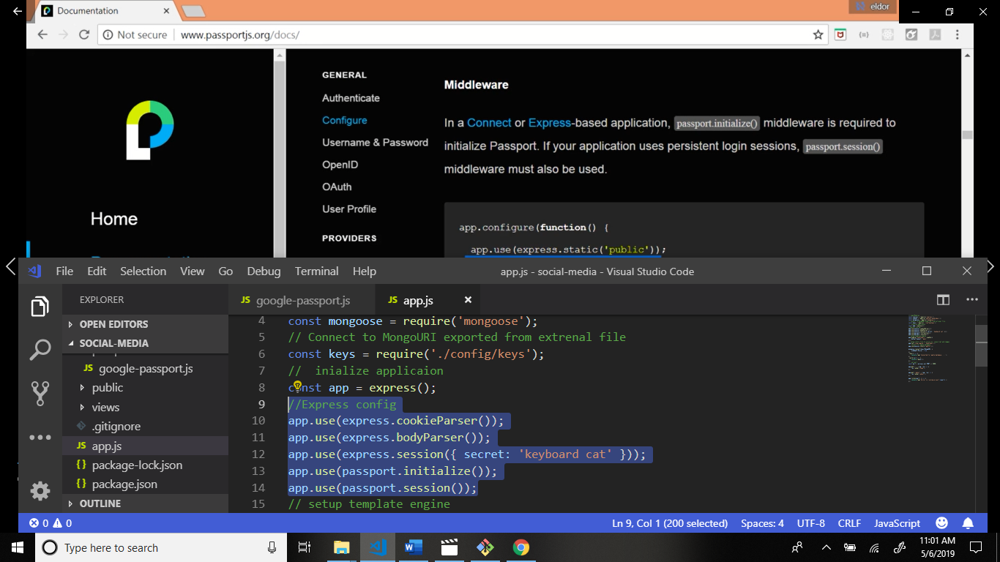 Documentation
eldor
Not secure
www.passportjs.org/docs/
Home
GENERAL
Authenticate
Configure
Username & Password
OpenID
OAuth
User Profile
PROVIDERS
Middleware
In a Connect or Express-based application, passport.initialize() middleware is required to
initialize Passport. If your application uses persistent login sessions, passport.session()
middleware must also be used.
app.configure(function() {
app.use(express.static('public'));
File Edit Selection View Go Debug Terminal Help
app.js - social-media - Visual Studio Code
EXPLORER
OPEN EDITORS
SOCIAL-MEDIA
JS google-passport.js
public
views
.gitignore
JS app.js
{} package-lock.json
{} package.json
OUTLINE
JS google-passport.js
JS app.js
4 const mongoose = require('mongoose');
5 // Connect to MongoURI exported from extrenal file
6 const keys = require('./config/keys');
7 // inialize applicaion
8 const app = express();
9 //Express config
10 app.use(express.cookieParser());
11 app.use(express.bodyParser());
12 app.use(express.session({ secret: 'keyboard cat' }));
13 app.use(passport.initialize());
14 app.use(passport.session());
15 // setup template engine
0 0
Ln 9, Col 1 (200 selected) Spaces: 4 UTF-8 CRLF JavaScript
Type here to search
11:01 AM
5/6/2019